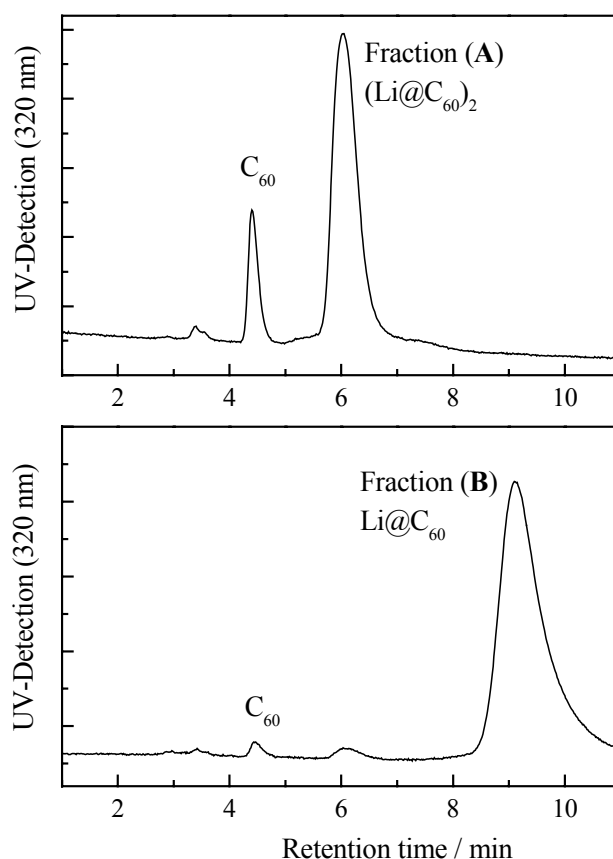 UV-Detection (320 nm)
Fraction (A)
(Li@C₆₀)₂
C₆₀
2 4 6 8 10
UV-Detection (320 nm)
Fraction (B)
Li@C₆₀
C₆₀
2 4 6 8 10
Retention time / min